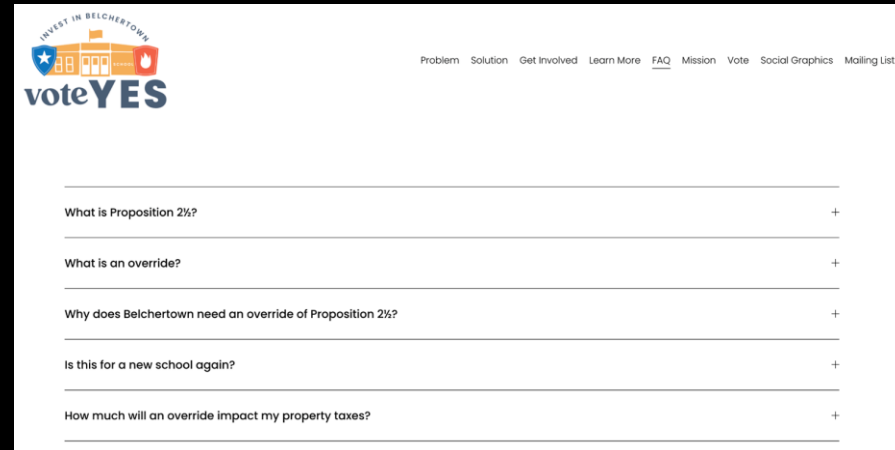 INVEST IN BELCHERTOWN
SCHOOL
voteYES
Problem Solution Get Involved Learn More FAQ Mission Vote Social Graphics Mailing List
What is Proposition 2½?
What is an override?
Why does Belchertown need an override of Proposition 2½?
Is this for a new school again?
How much will an override impact my property taxes?